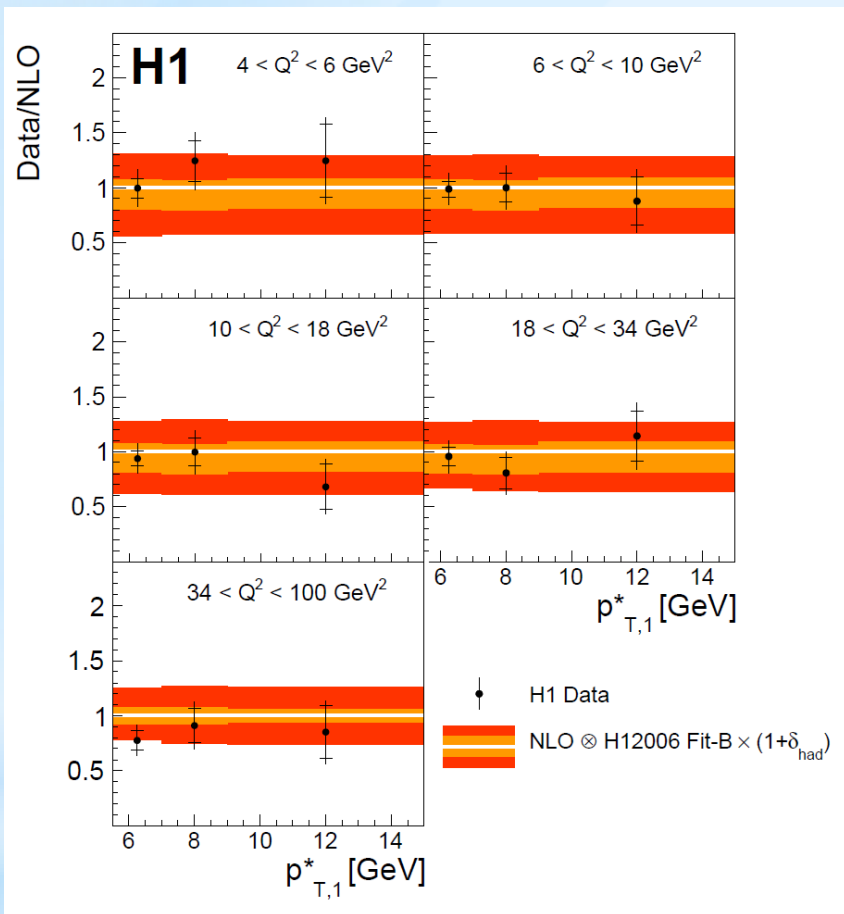 Data/NLO
H1
4 < Q² < 6 GeV²
6 < Q² < 10 GeV²
2
1.5
1
0.5
10 < Q² < 18 GeV²
18 < Q² < 34 GeV²
2
1.5
1
0.5
34 < Q² < 100 GeV²
6 8 10 12 14
p*T,1 [GeV]
2
1.5
1
0.5
H1 Data
NLO ⊗ H12006 Fit-B × (1+δhad)
6 8 10 12 14
p*T,1 [GeV]